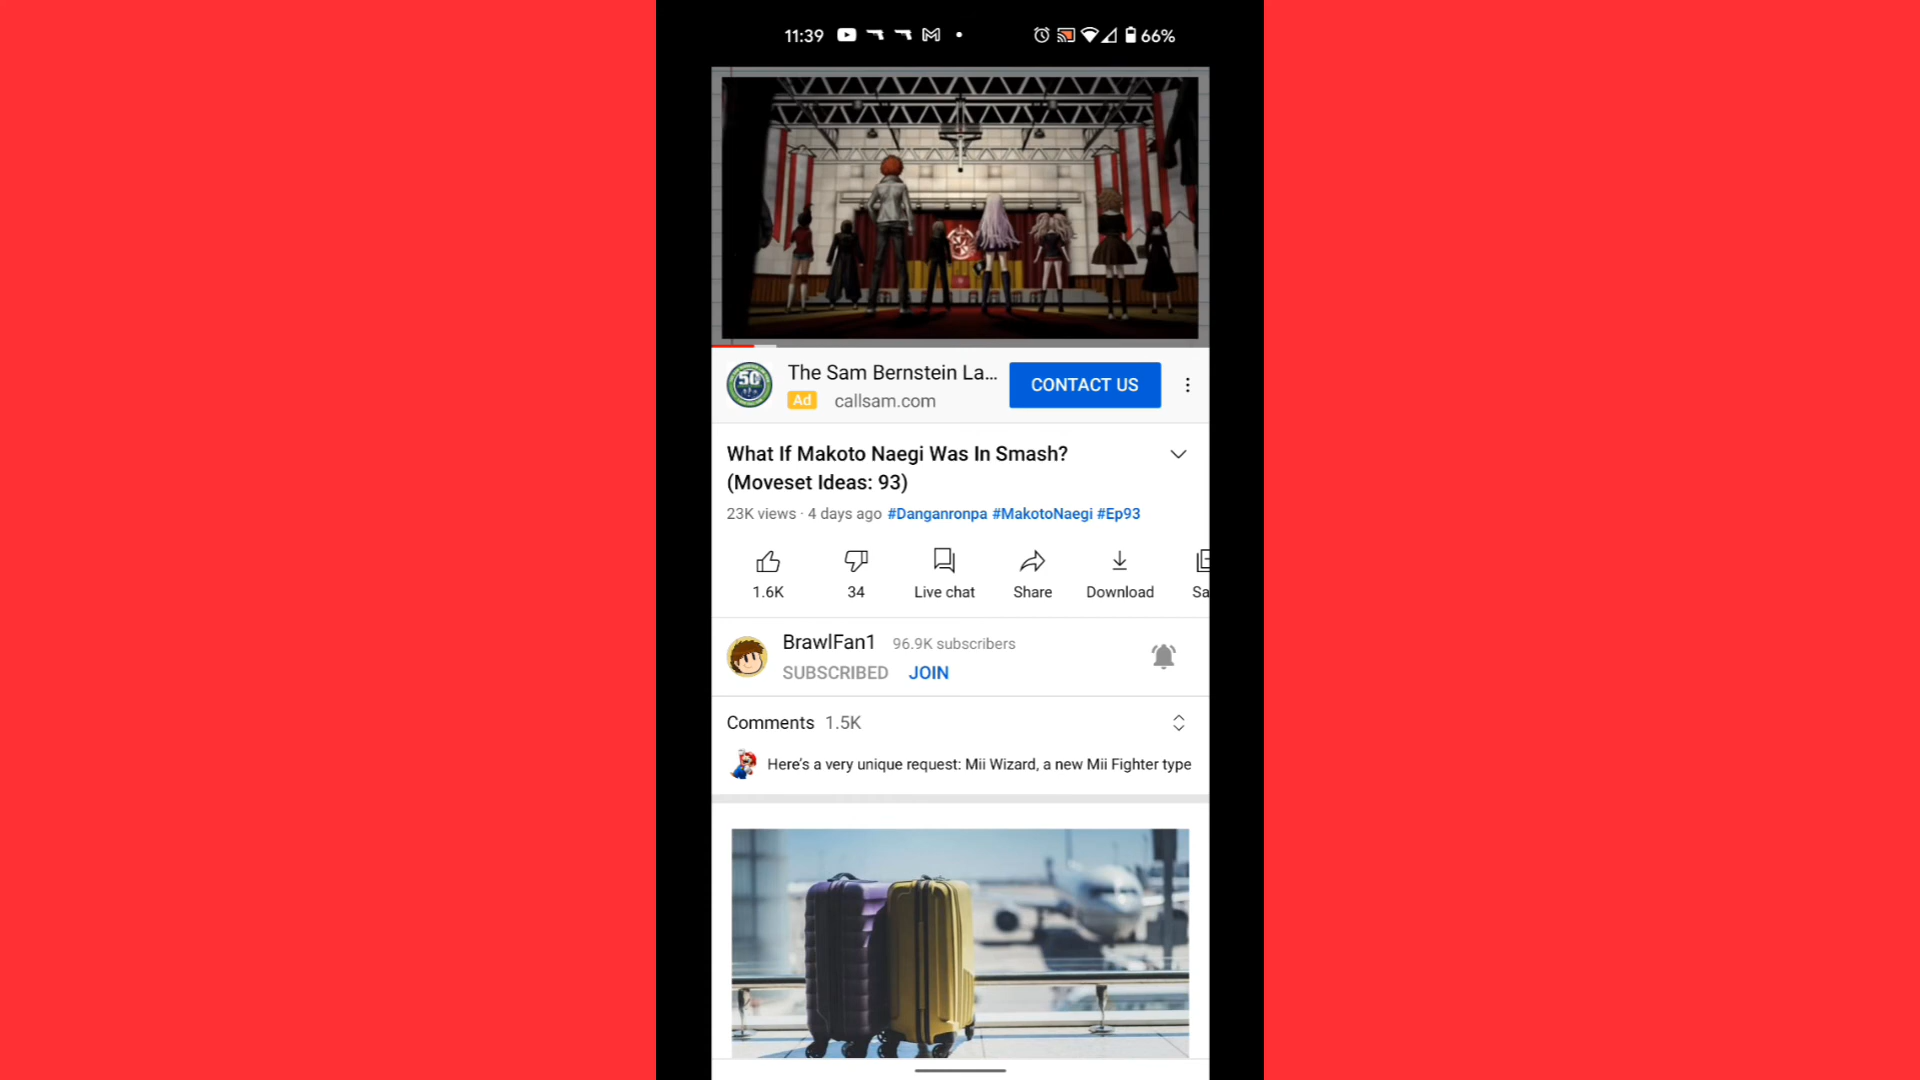 11:39
66%
The Sam Bernstein La...
CONTACT US
Ad callsam.com
50
What If Makoto Naegi Was In Smash?
(Moveset Ideas: 93)
23K views · 4 days ago #Danganronpa #MakotoNaegi #Ep93
1.6K 34 Live chat Share Download Sa
BrawlFan1 96.9K subscribers
SUBSCRIBED JOIN
Comments 1.5K
Here's a very unique request: Mii Wizard, a new Mii Fighter type